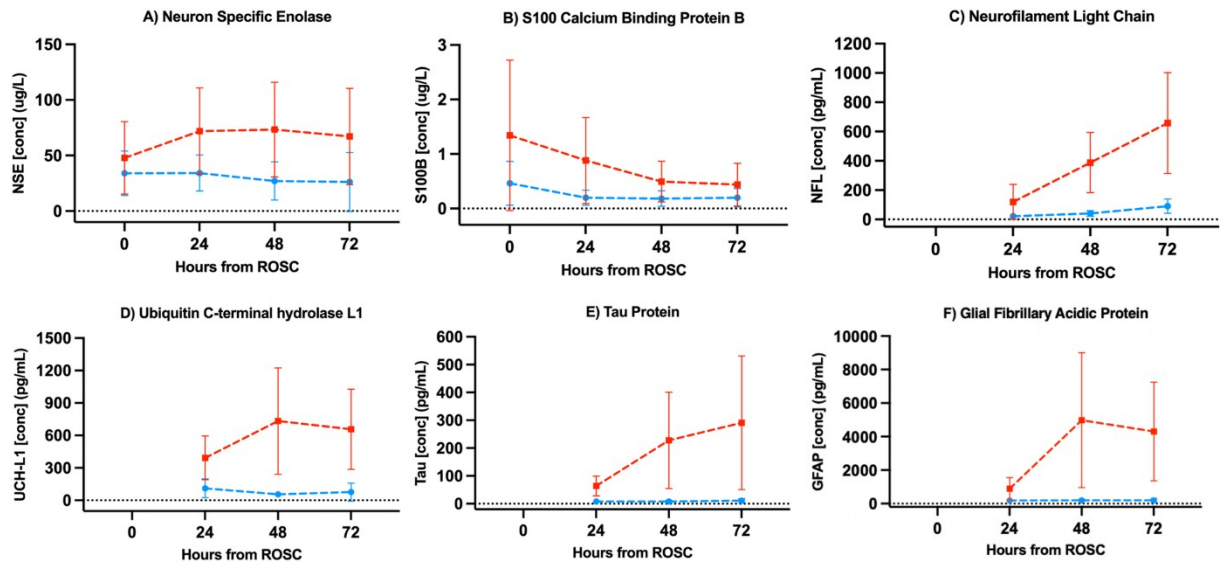 A) Neuron Specific Enolase
NSE [conc] (ug/L)
150
100
50
0
0 24 48 72
Hours from ROSC
B) S100 Calcium Binding Protein B
S100B [conc] (ug/L)
3
2
1
0
0 24 48 72
Hours from ROSC
C) Neurofilament Light Chain
NFL [conc] (pg/mL)
1200
1000
800
600
400
200
0
0 24 48 72
Hours from ROSC
D) Ubiquitin C-terminal hydrolase L1
UCH-L1 [conc] (pg/mL)
1500
1200
900
600
300
0
0 24 48 72
Hours from ROSC
E) Tau Protein
Tau [conc] (pg/mL)
600
500
400
300
200
100
0
0 24 48 72
Hours from ROSC
F) Glial Fibrillary Acidic Protein
GFAP [conc] (pg/mL)
10000
8000
6000
4000
2000
0
0 24 48 72
Hours from ROSC